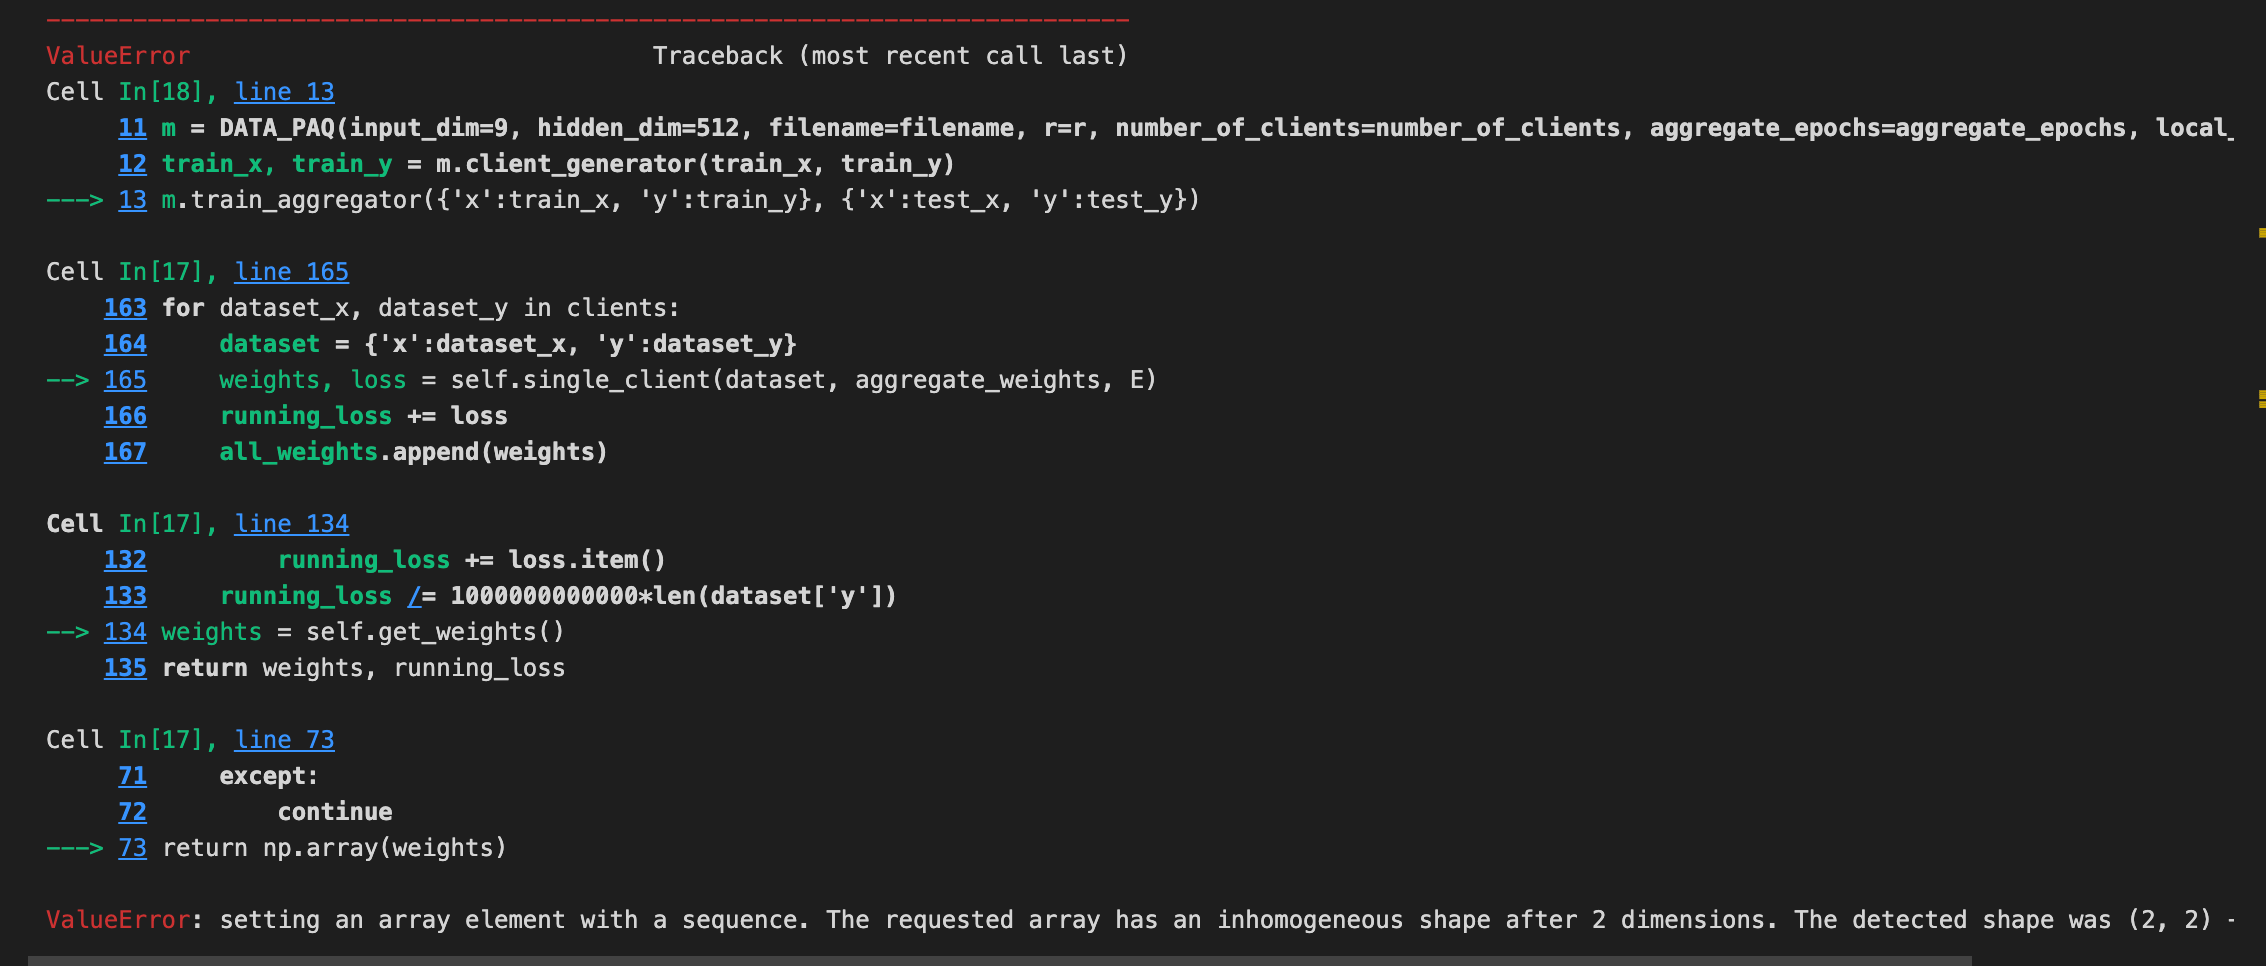 ValueError Traceback (most recent call last)
Cell In[18], line 13
11 m = DATA_PAQ(input_dim=9, hidden_dim=512, filename=filename, r=r, number_of_clients=number_of_clients, aggregate_epochs=aggregate_epochs, local_
12 train_x, train_y = m.client_generator(train_x, train_y)
---> 13 m.train_aggregator({'x':train_x, 'y':train_y}, {'x':test_x, 'y':test_y})
Cell In[17], line 165
163 for dataset_x, dataset_y in clients:
164 dataset = {'x':dataset_x, 'y':dataset_y}
--> 165 weights, loss = self.single_client(dataset, aggregate_weights, E)
166 running_loss += loss
167 all_weights.append(weights)
Cell In[17], line 134
132 running_loss += loss.item()
133 running_loss /= 1000000000000*len(dataset['y'])
--> 134 weights = self.get_weights()
135 return weights, running_loss
Cell In[17], line 73
71 except:
72 continue
---> 73 return np.array(weights)
ValueError: setting an array element with a sequence. The requested array has an inhomogeneous shape after 2 dimensions. The detected shape was (2, 2)